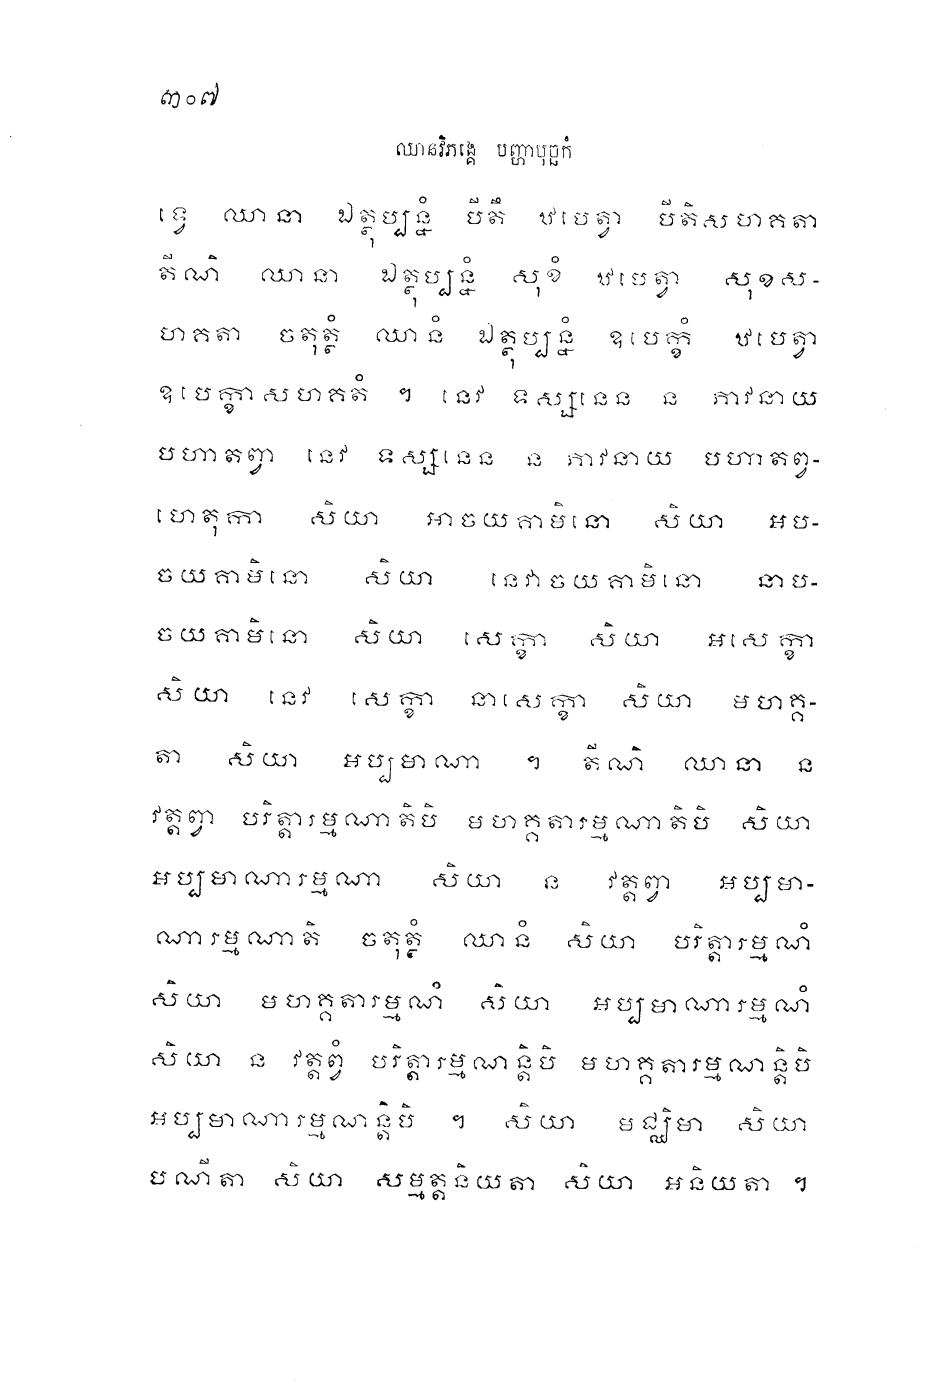 ៣០៧
ឈានវិភង្គេ បញ្ហាបុច្ឆកំ
ទ្វេ ឈានា ឯត្ថុប្បន្នំ បីតឹ ឋបេត្វា បីតិសហគតា
តីណិ ឈានា ឯត្ថុប្បន្នំ សុខំ ឋបេត្វា សុខស-
ហគតា ចតុត្ថំ ឈានំ ឯត្ថុប្បន្នំ ឧបេក្ខំ ឋបេត្វា
ឧបេក្ខាសហគតំ ។ នេវ ទស្សនេន ន ភាវនាយ
បហាតព្វា នេវ ទស្សនេន ន ភាវនាយ បហាតព្វ-
ហេតុកា សិយា អាចយគាមិនោ សិយា អប-
ចយគាមិនោ សិយា នេវាចយគាមិនោ នាប-
ចយគាមិនោ សិយា សេក្ខា សិយា អសេក្ខា
សិយា នេវ សេក្ខា នាសេក្ខា សិយា មហគ្គ-
តា សិយា អប្បមាណា ។ តីណិ ឈានា ន
វត្តព្វា បរិត្តារម្មណាតិបិ មហគ្គតារម្មណាតិបិ សិយា
អប្បមាណារម្មណា សិយា ន វត្តព្វា អប្បមា-
ណារម្មណាតិ ចតុត្ថំ ឈានំ សិយា បរិត្តារម្មណំ
សិយា មហគ្គតារម្មណំ សិយា អប្បមាណារម្មណំ
សិយា ន វត្តព្វំ បរិត្តារម្មណន្តិបិ មហគ្គតារម្មណន្តិបិ
អប្បមាណារម្មណន្តិបិ ។ សិយា មជ្ឈិមា សិយា
បណីតា សិយា សម្មត្តនិយតា សិយា អនិយតា ។